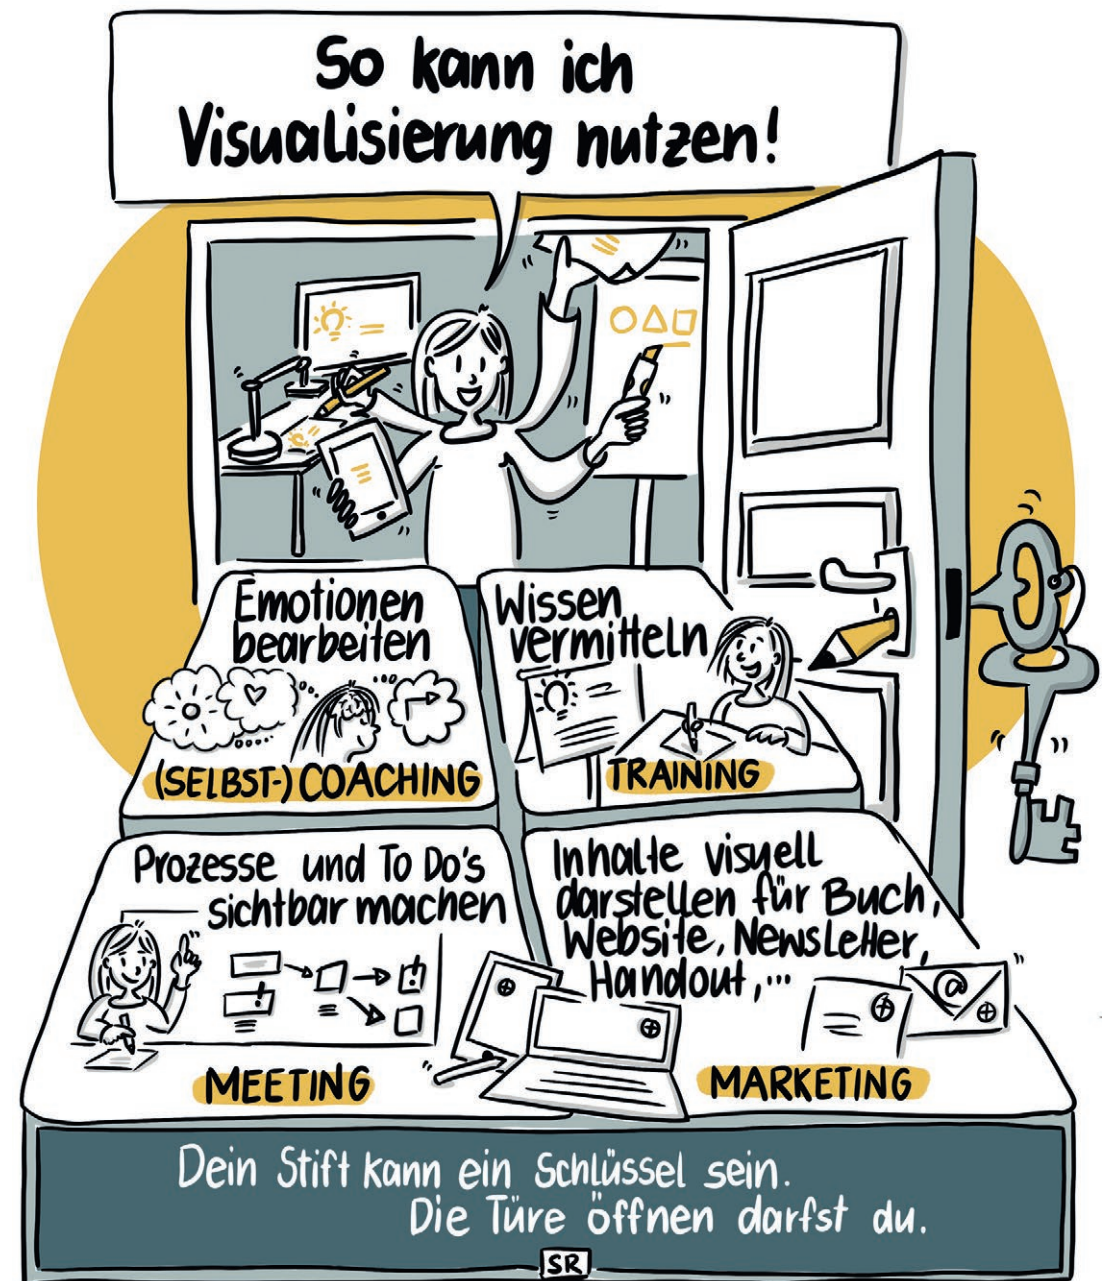 So kann ich
Visualisierung nutzen!
Emotionen
bearbeiten
(SELBST-) COACHING
Wissen
vermitteln
TRAINING
Prozesse und To Do's
sichtbar machen
MEETING
Inhalte visuell
darstellen für Buch,
Website, Newsletter,
Handout, ...
@
MARKETING
Dein Stift kann ein Schlüssel sein.
Die Türe öffnen darfst du.
SR